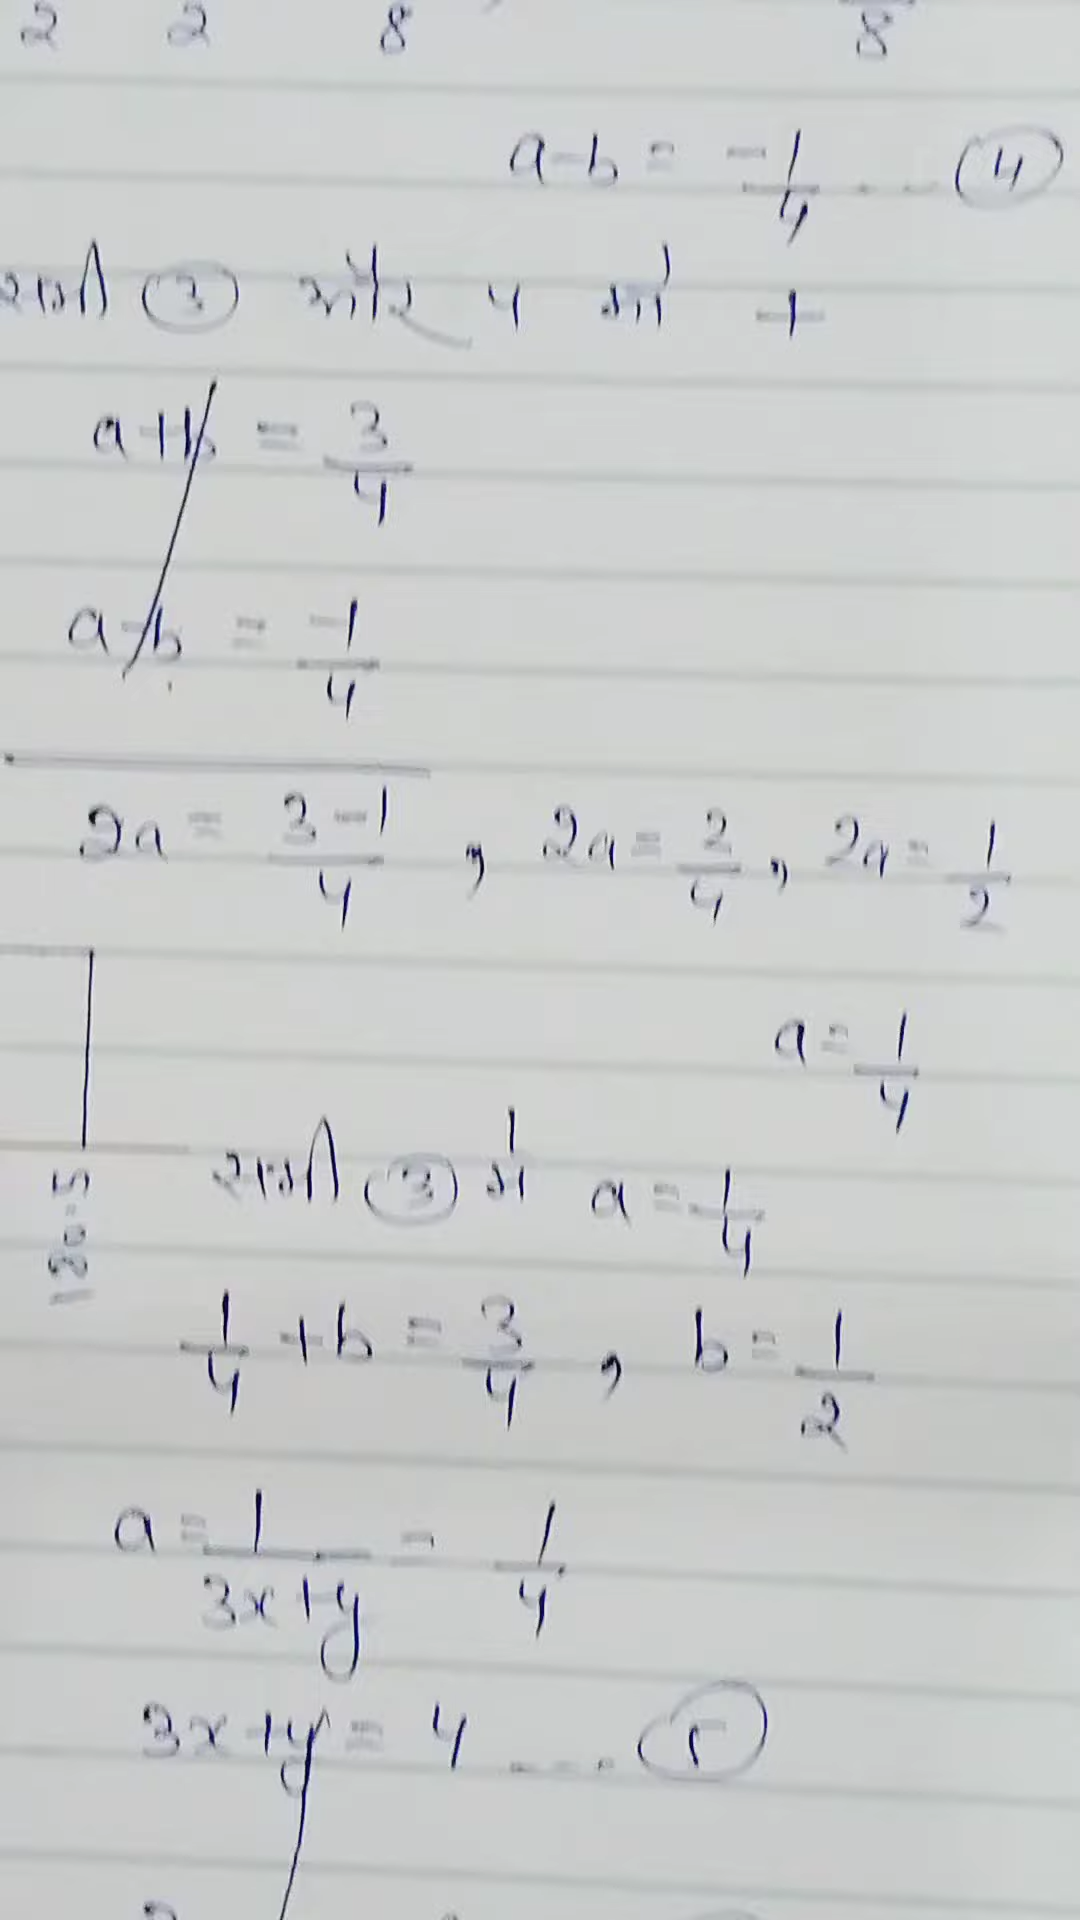 2 2 8 8
a-b = -1/4 ... (4)
समी (3) और 4 में +
a+b = 3/4
a-b = -1/4
2a = 3-1/4 , 2a = 2/4 , 2a = 1/2
a = 1/4
समी (3) में a = 1/4
180-5
1/4 + b = 3/4 , b = 1/2
a = 1/3x+y = 1/4
3x+y = 4 .... (5)